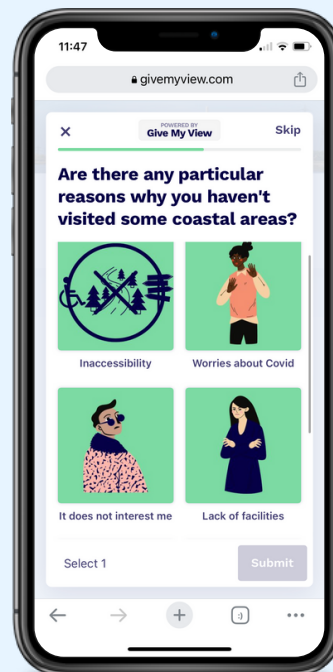 11:47
givemyview.com
POWERED BY
Give My View
Skip
Are there any particular
reasons why you haven't
visited some coastal areas?
Inaccessibility
Worries about Covid
It does not interest me
Lack of facilities
Select 1
Submit
:)